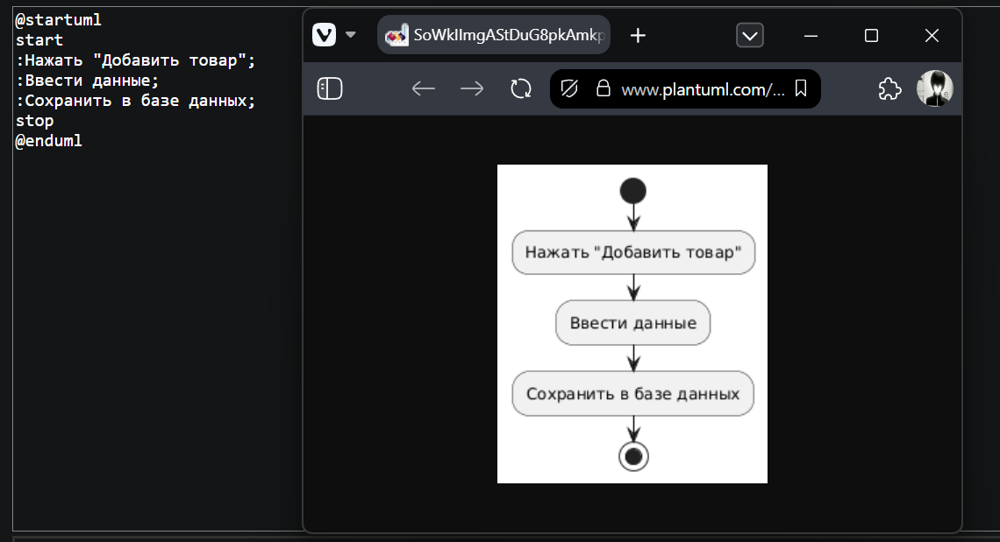 @startuml
start
:Нажать "Добавить товар";
:Ввести данные;
:Сохранить в базе данных;
stop
@enduml
SoWkIImgAStDuG8pkAmkp
www.plantuml.com/...
Нажать "Добавить товар"
Ввести данные
Сохранить в базе данных